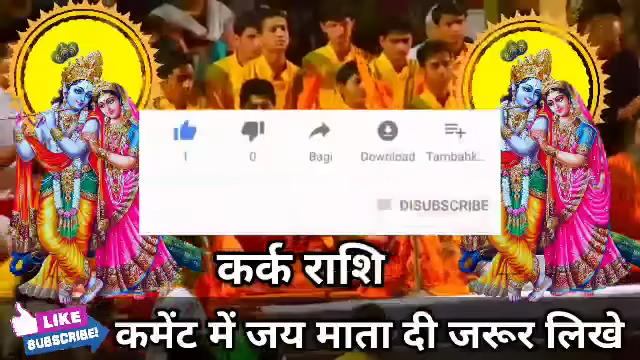 1 0 Bagi Download Tambahk...
DISUBSCRIBE
कर्क राशि
LIKE
SUBSCRIBE!
कमेंट में जय माता दी जरूर लिखे